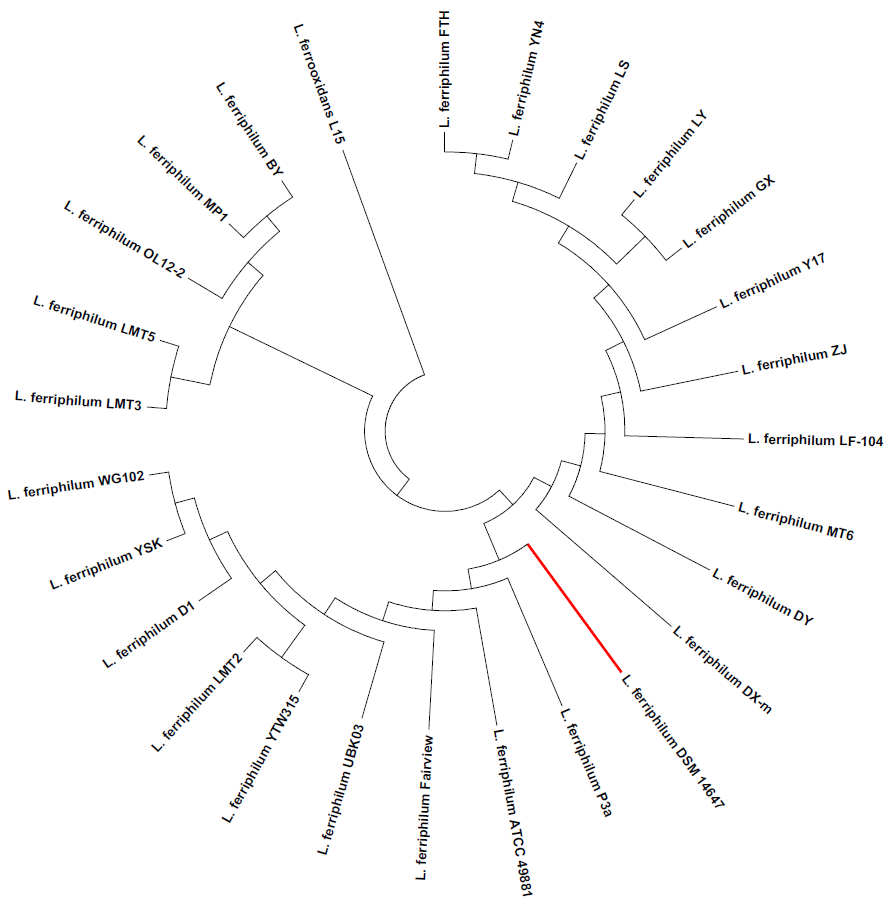 L. ferriphilum FTH
L. ferriphilum YN4
L. ferriphilum LS
L. ferriphilum LY
L. ferriphilum GX
L. ferriphilum Y17
L. ferriphilum ZJ
L. ferriphilum LF-104
L. ferriphilum MT6
L. ferriphilum DY
L. ferriphilum DX-m
L. ferriphilum DSM 14647
L. ferriphilum P3a
L. ferriphilum ATCC 49881
L. ferriphilum Fairview
L. ferriphilum UBK03
L. ferriphilum YTW315
L. ferriphilum LMT2
L. ferriphilum D1
L. ferriphilum YSK
L. ferriphilum WG102
L. ferriphilum LMT3
L. ferriphilum LMT5
L. ferriphilum OL12-2
L. ferriphilum MP1
L. ferriphilum BY
L. ferrooxidans L15